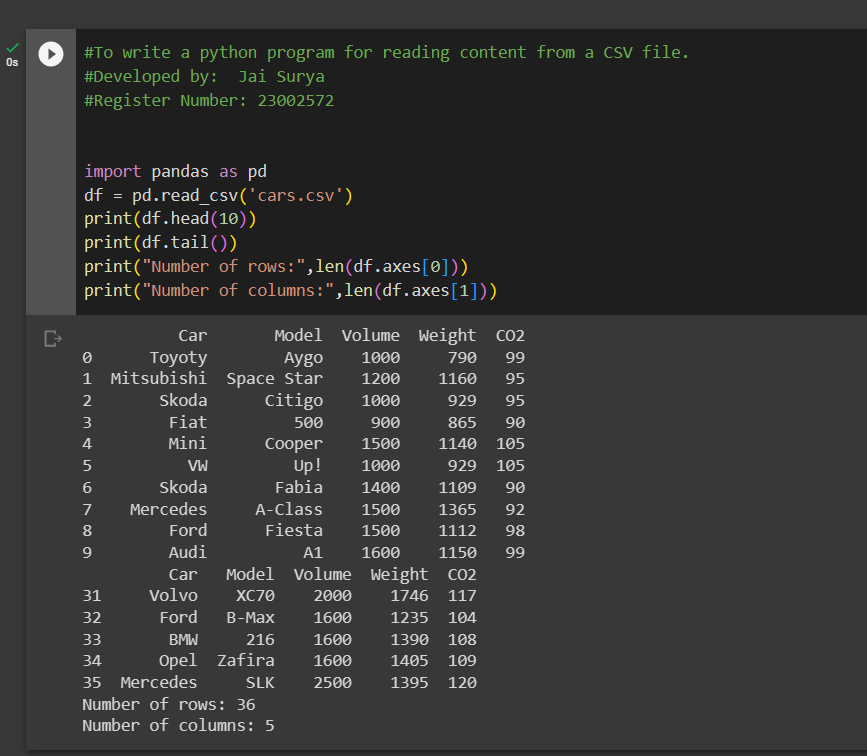 #To write a python program for reading content from a CSV file.
0s
#Developed by:  Jai Surya
#Register Number: 23002572
import pandas as pd
df = pd.read_csv('cars.csv')
print(df.head(10))
print(df.tail())
print("Number of rows:",len(df.axes[0]))
print("Number of columns:",len(df.axes[1]))
Car Model Volume Weight CO2
0 Toyoty Aygo 1000 790 99
1 Mitsubishi Space Star 1200 1160 95
2 Skoda Citigo 1000 929 95
3 Fiat 500 900 865 90
4 Mini Cooper 1500 1140 105
5 VW Up! 1000 929 105
6 Skoda Fabia 1400 1109 90
7 Mercedes A-Class 1500 1365 92
8 Ford Fiesta 1500 1112 98
9 Audi A1 1600 1150 99
Car Model Volume Weight CO2
31 Volvo XC70 2000 1746 117
32 Ford B-Max 1600 1235 104
33 BMW 216 1600 1390 108
34 Opel Zafira 1600 1405 109
35 Mercedes SLK 2500 1395 120
Number of rows: 36
Number of columns: 5